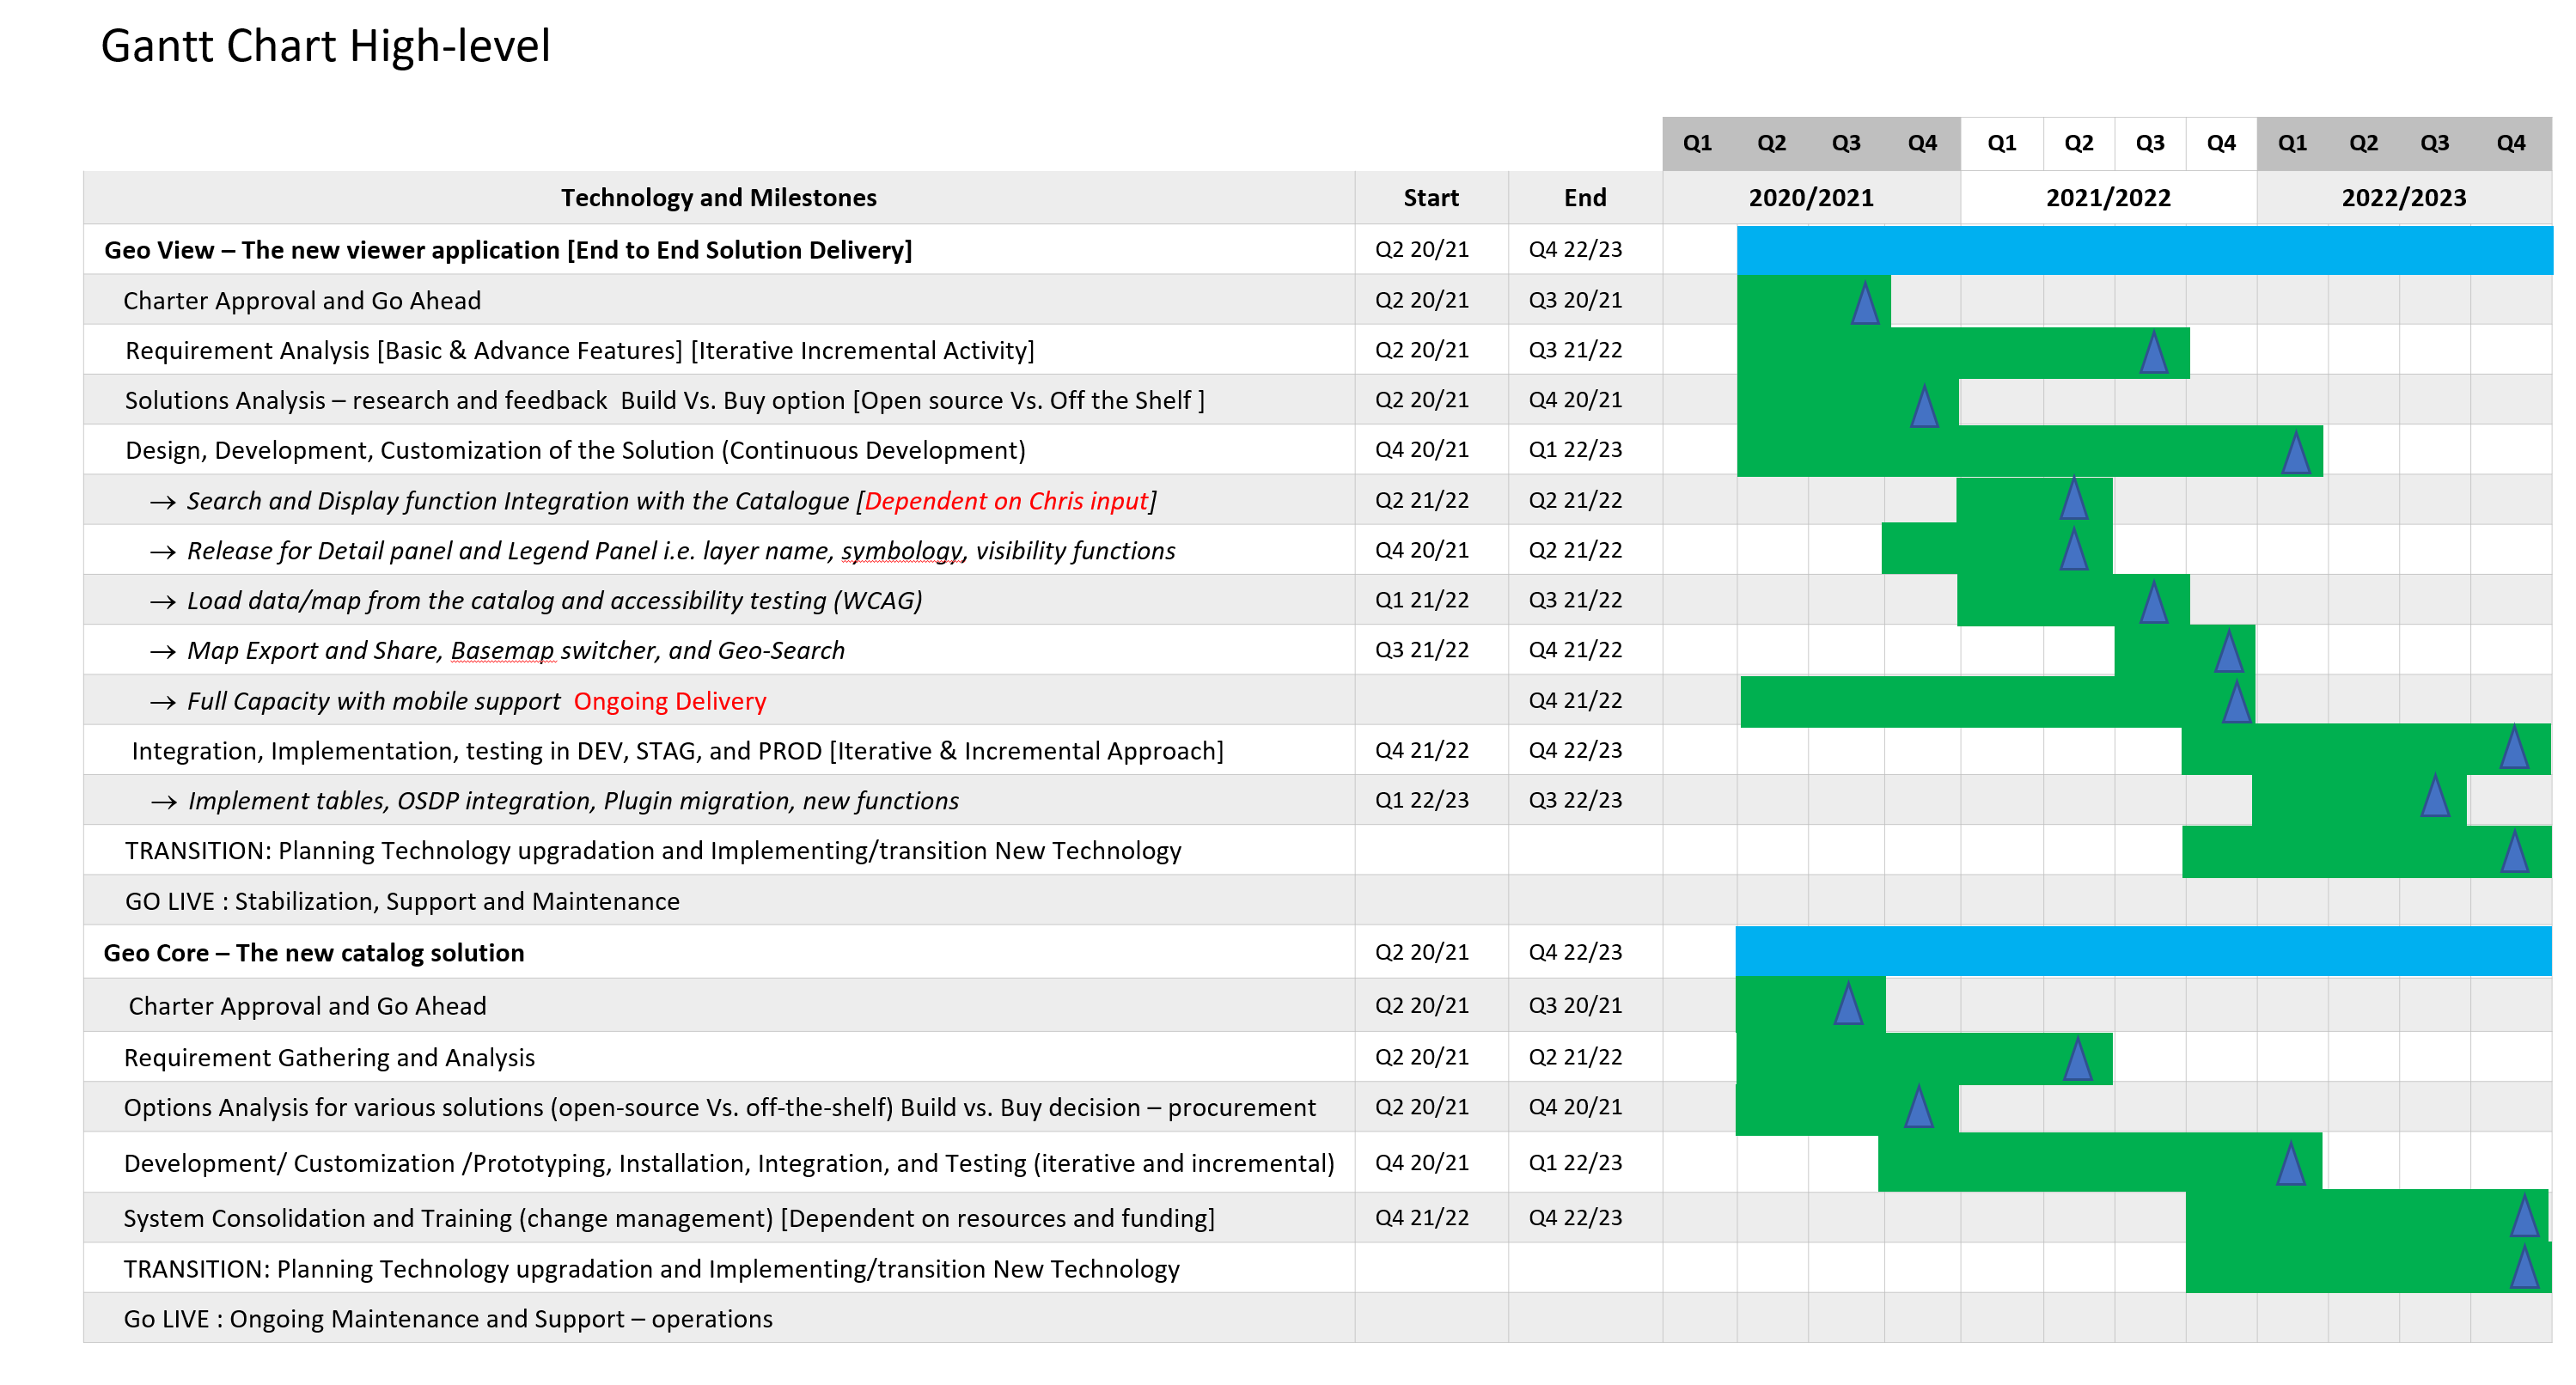 Gantt Chart High-level
Q1 Q2 Q3 Q4 Q1 Q2 Q3 Q4 Q1 Q2 Q3 Q4
Technology and Milestones Start End 2020/2021 2021/2022 2022/2023
Geo View – The new viewer application [End to End Solution Delivery] Q2 20/21 Q4 22/23
Charter Approval and Go Ahead Q2 20/21 Q3 20/21
Requirement Analysis [Basic & Advance Features] [Iterative Incremental Activity] Q2 20/21 Q3 21/22
Solutions Analysis – research and feedback Build Vs. Buy option [Open source Vs. Off the Shelf ] Q2 20/21 Q4 20/21
Design, Development, Customization of the Solution (Continuous Development) Q4 20/21 Q1 22/23
→ Search and Display function Integration with the Catalogue [Dependent on Chris input] Q2 21/22 Q2 21/22
→ Release for Detail panel and Legend Panel i.e. layer name, symbology, visibility functions Q4 20/21 Q2 21/22
→ Load data/map from the catalog and accessibility testing (WCAG) Q1 21/22 Q3 21/22
→ Map Export and Share, Basemap switcher, and Geo-Search Q3 21/22 Q4 21/22
→ Full Capacity with mobile support Ongoing Delivery Q4 21/22
Integration, Implementation, testing in DEV, STAG, and PROD [Iterative & Incremental Approach] Q4 21/22 Q4 22/23
→ Implement tables, OSDP integration, Plugin migration, new functions Q1 22/23 Q3 22/23
TRANSITION: Planning Technology upgradation and Implementing/transition New Technology
GO LIVE : Stabilization, Support and Maintenance
Geo Core – The new catalog solution Q2 20/21 Q4 22/23
Charter Approval and Go Ahead Q2 20/21 Q3 20/21
Requirement Gathering and Analysis Q2 20/21 Q2 21/22
Options Analysis for various solutions (open-source Vs. off-the-shelf) Build vs. Buy decision – procurement Q2 20/21 Q4 20/21
Development/ Customization /Prototyping, Installation, Integration, and Testing (iterative and incremental) Q4 20/21 Q1 22/23
System Consolidation and Training (change management) [Dependent on resources and funding] Q4 21/22 Q4 22/23
TRANSITION: Planning Technology upgradation and Implementing/transition New Technology
Go LIVE : Ongoing Maintenance and Support – operations